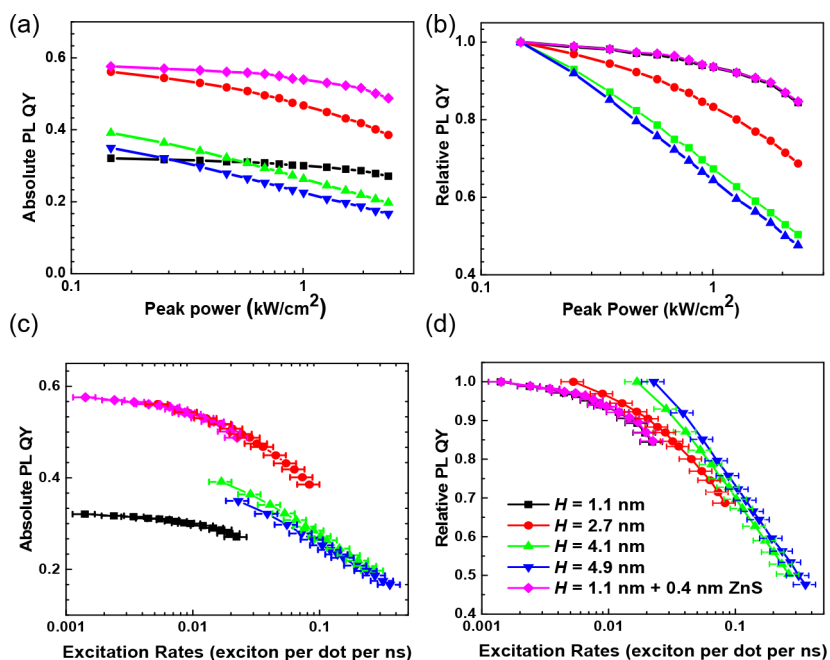 (a)
0.6
0.4
0.2
0.0
Absolute PL QY
0.1
1
Peak power (kW/cm²)
(b)
1.0
0.8
0.6
0.4
Relative PL QY
0.1
1
Peak Power (kW/cm²)
(c)
0.6
0.4
0.2
Absolute PL QY
0.001
0.01
0.1
Excitation Rates (exciton per dot per ns)
(d)
1.0
0.9
0.8
0.7
0.6
0.5
0.4
Relative PL QY
H = 1.1 nm
H = 2.7 nm
H = 4.1 nm
H = 4.9 nm
H = 1.1 nm + 0.4 nm ZnS
0.001
0.01
0.1
Excitation Rates (exciton per dot per ns)